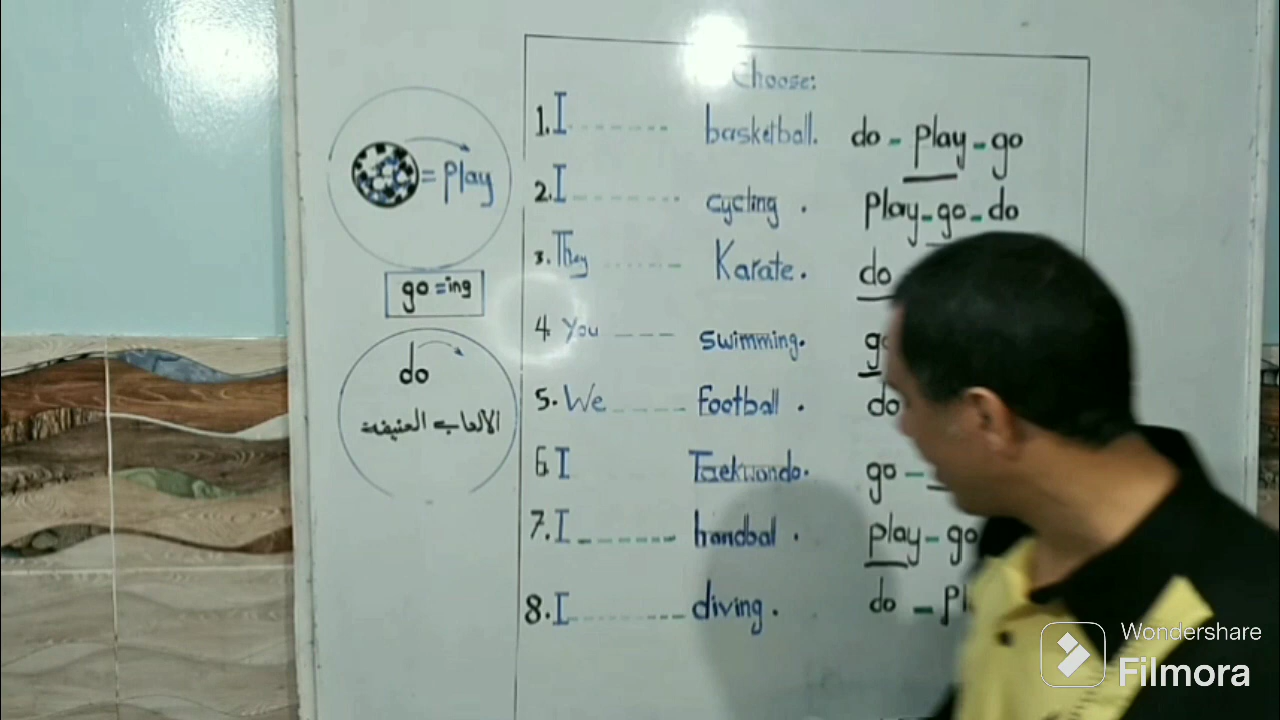 = play
go = ing
do
الالعاب العنيفة
Choose:
1. I ------- basketball. do - play - go
2. I ------- cycling . play - go - do
3. They ------ Karate. do
4. You ---- swimming.
5. We ---- Football . do
6. I Taekwondo. go -
7. I ------ handbal . play - go
8. I ------- diving . do -
Wondershare
Filmora